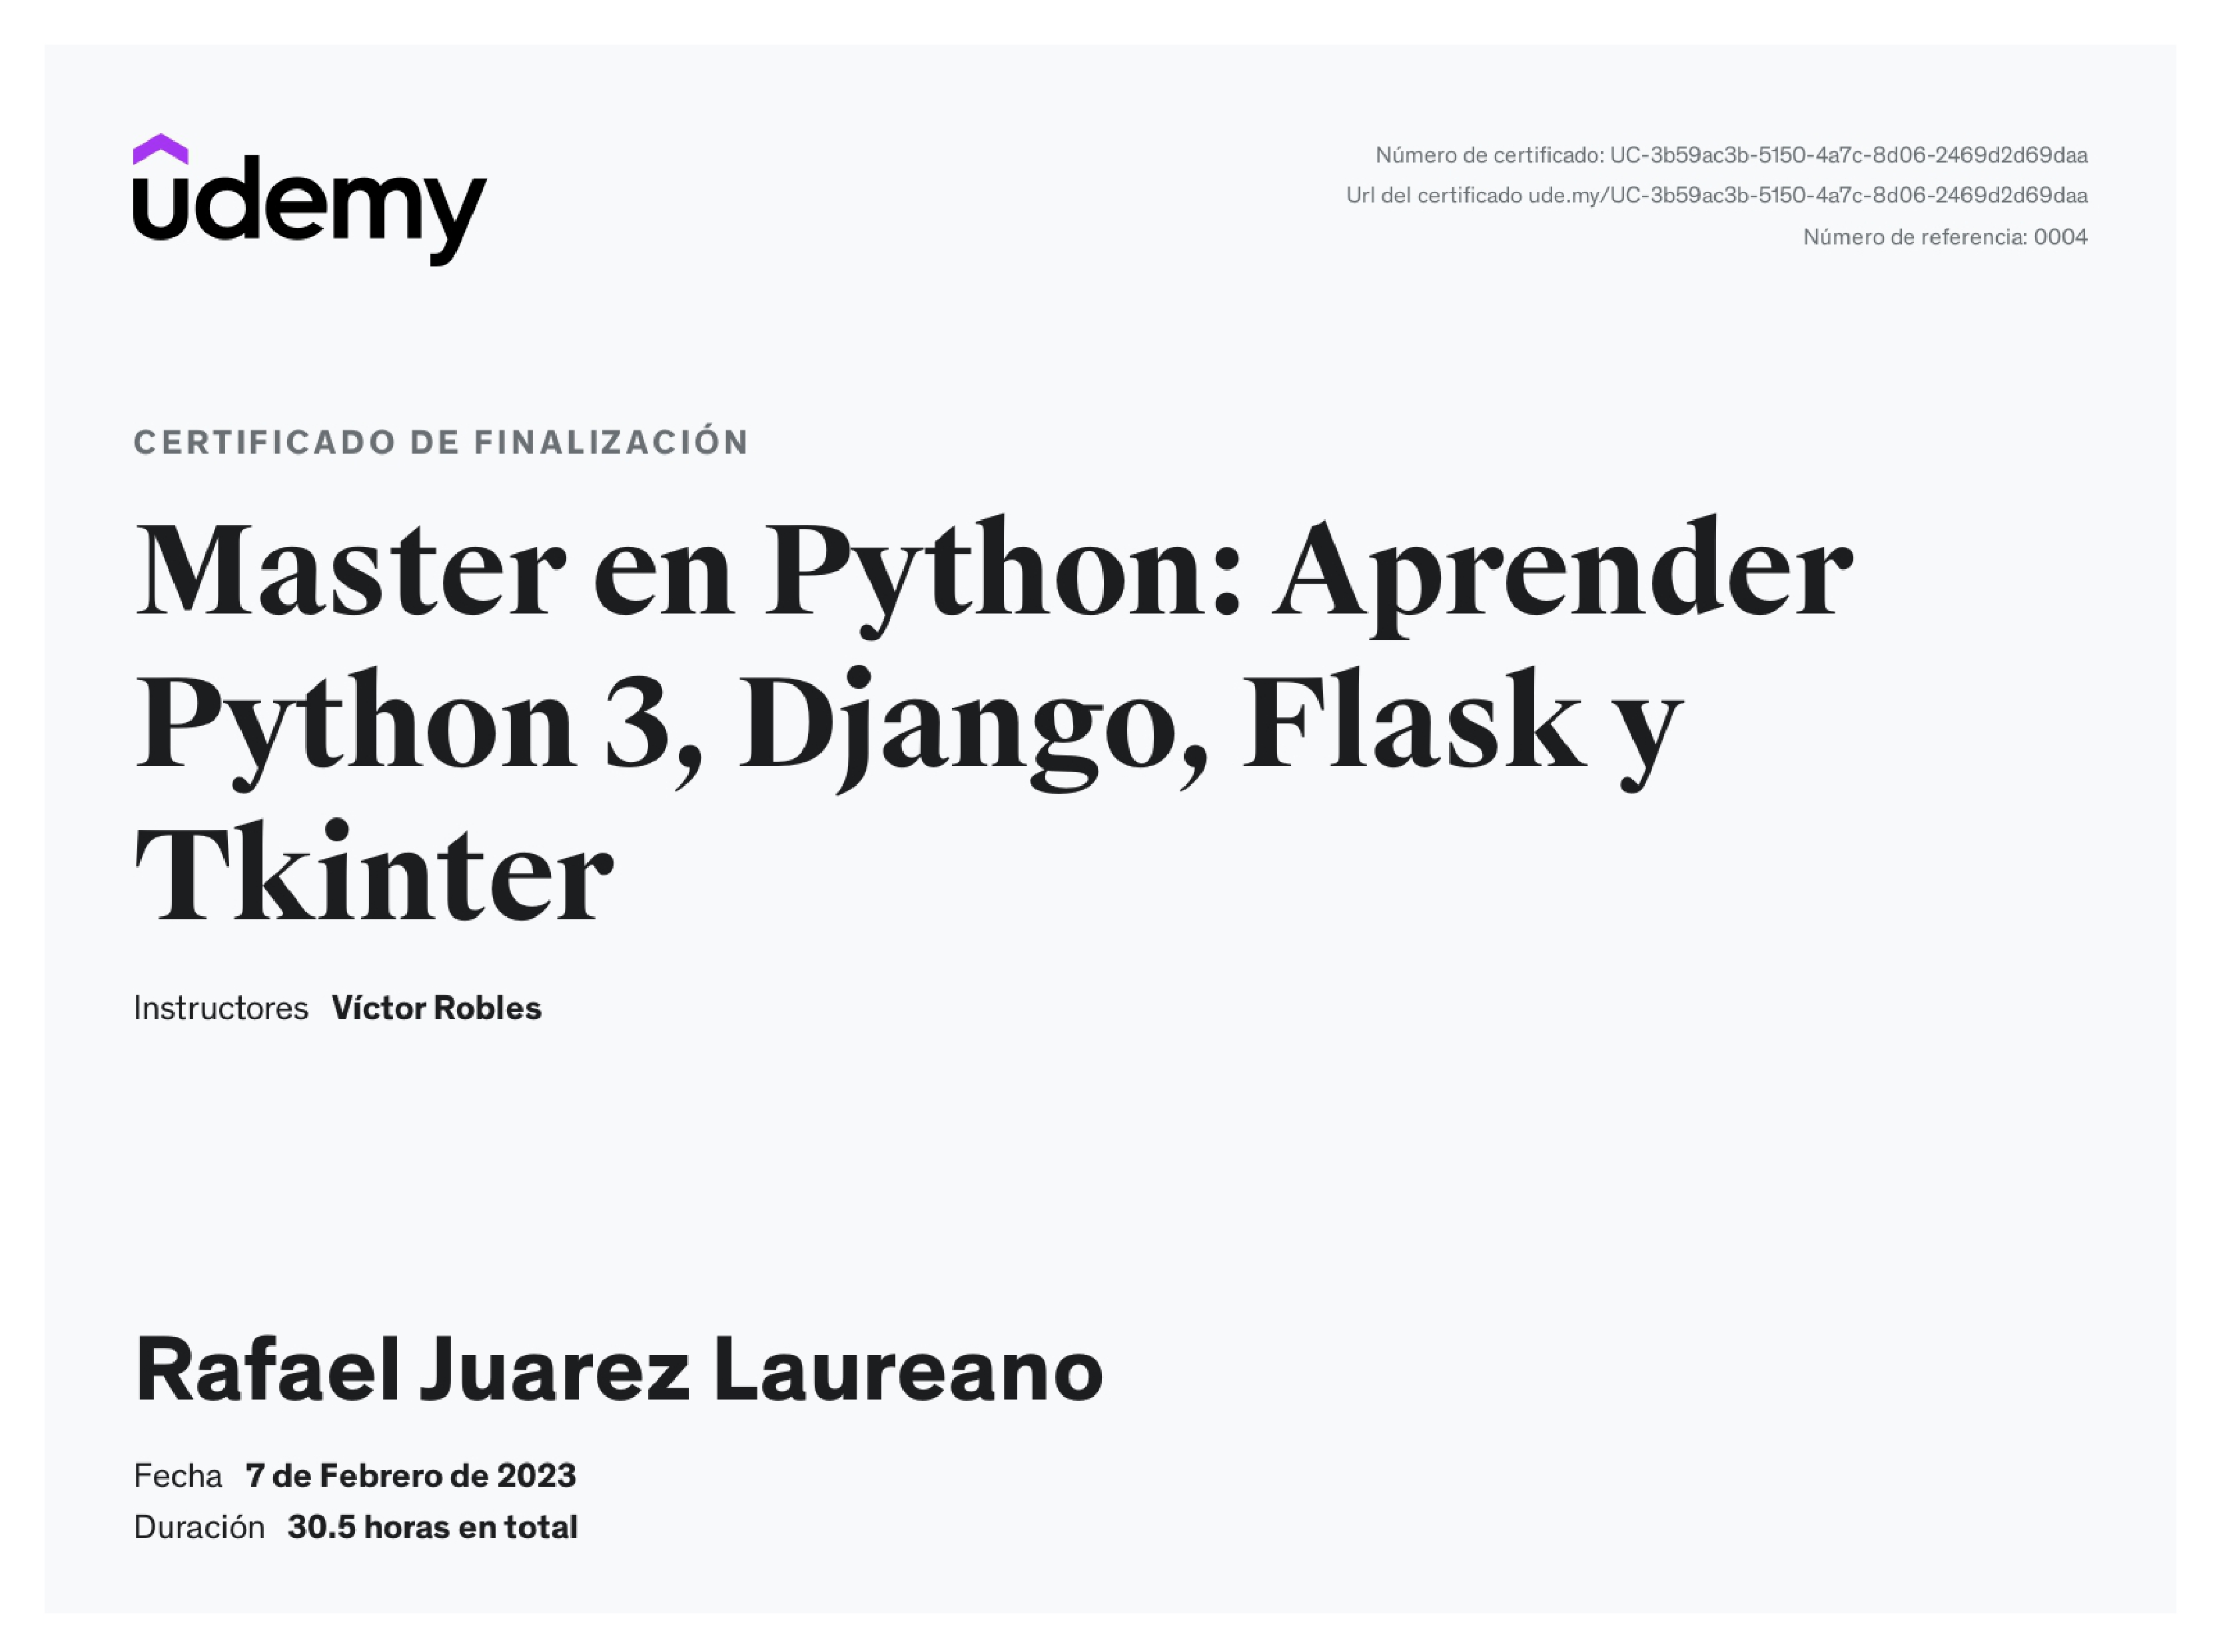 udemy
Número de certificado: UC-3b59ac3b-5150-4a7c-8d06-2469d2d69daa
Url del certificado ude.my/UC-3b59ac3b-5150-4a7c-8d06-2469d2d69daa
Número de referencia: 0004
CERTIFICADO DE FINALIZACIÓN
Master en Python: Aprender
Python 3, Django, Flask y
Tkinter
Instructores Víctor Robles
Rafael Juarez Laureano
Fecha 7 de Febrero de 2023
Duración 30.5 horas en total